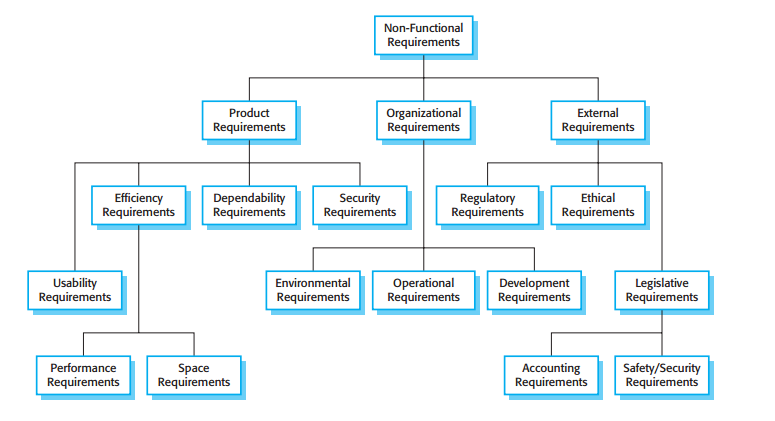 Non-Functional
Requirements
Product
Requirements
Organizational
Requirements
External
Requirements
Efficiency
Requirements
Dependability
Requirements
Security
Requirements
Regulatory
Requirements
Ethical
Requirements
Usability
Requirements
Environmental
Requirements
Operational
Requirements
Development
Requirements
Legislative
Requirements
Performance
Requirements
Space
Requirements
Accounting
Requirements
Safety/Security
Requirements